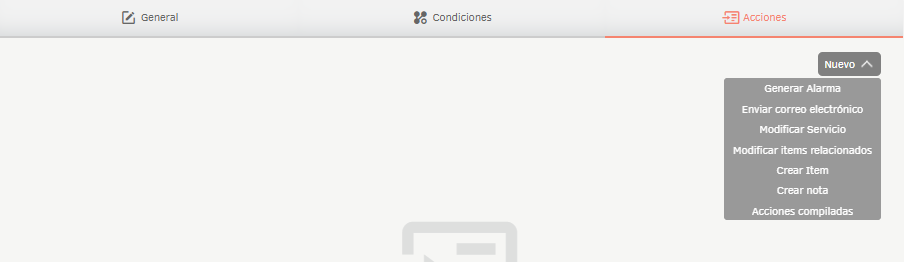 General
Condiciones
Acciones
Nuevo
Generar Alarma
Enviar correo electrónico
Modificar Servicio
Modificar items relacionados
Crear Item
Crear nota
Acciones compiladas